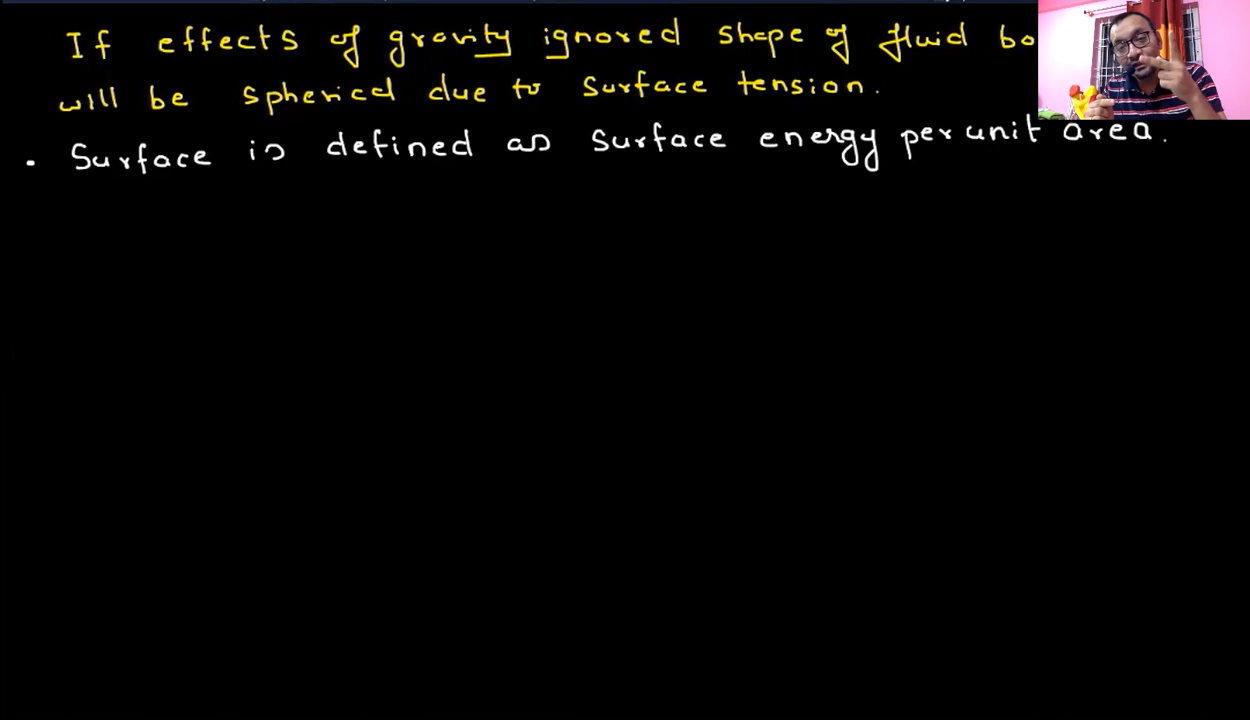 If effects of gravity ignored shape of fluid
will be spherical due to surface tension.
. Surface is defined as surface energy per unit area.